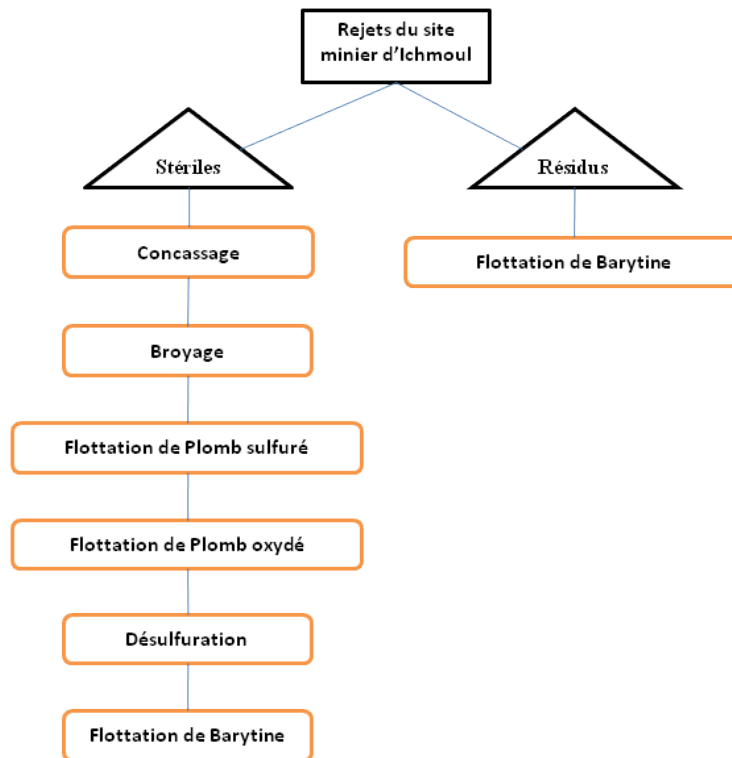 Rejets du site
minier d'Ichmoul
Stériles
Résidus
Concassage
Flottation de Barytine
Broyage
Flottation de Plomb sulfuré
Flottation de Plomb oxydé
Désulfuration
Flottation de Barytine